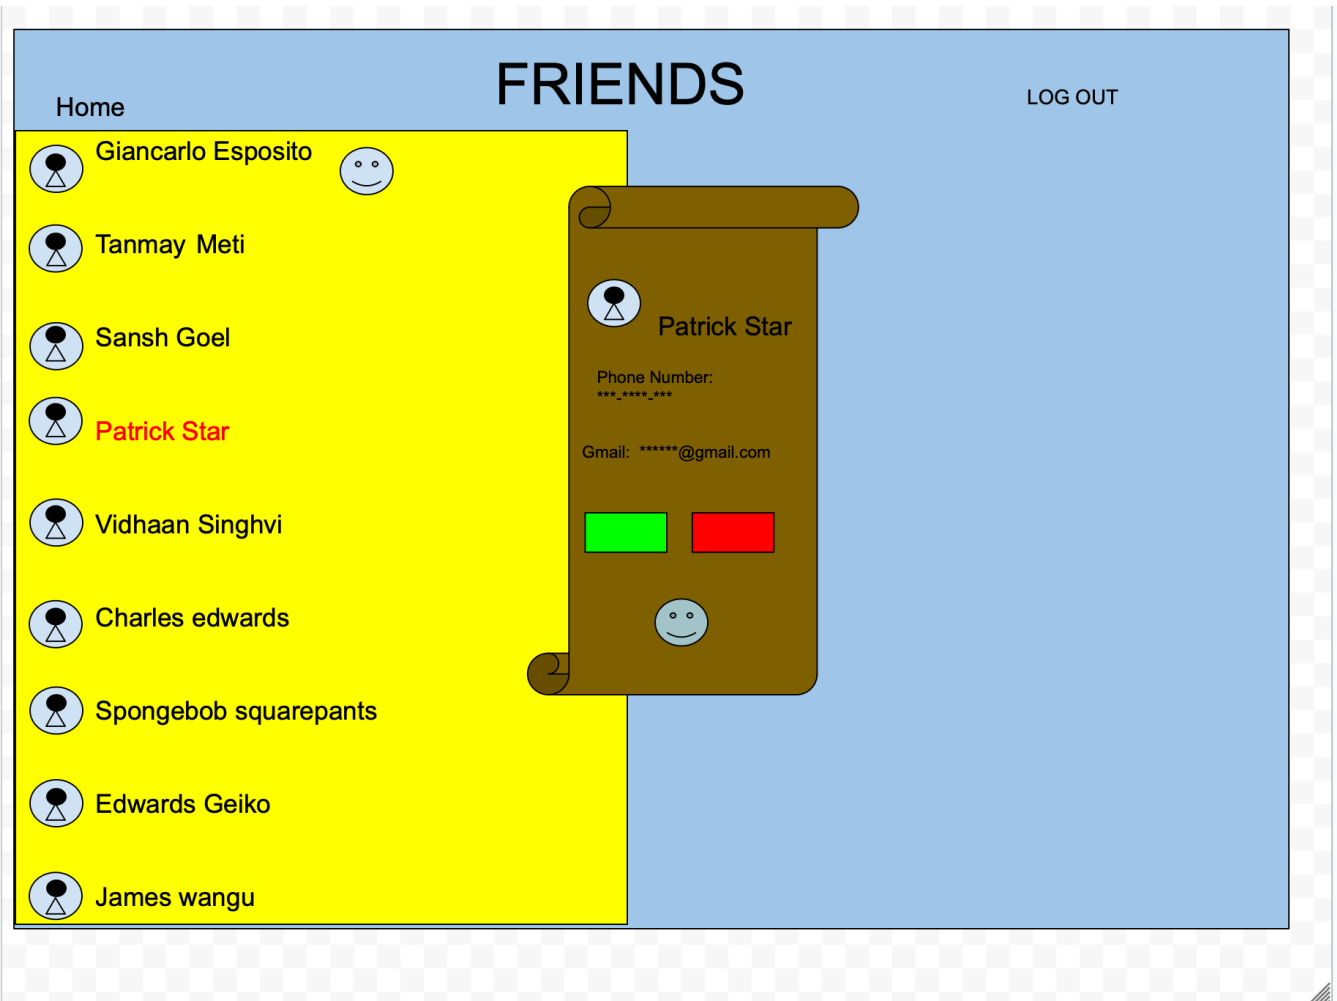 FRIENDS
Home
LOG OUT
Giancarlo Esposito
Tanmay Meti
Sansh Goel
Patrick Star
Vidhaan Singhvi
Charles edwards
Spongebob squarepants
Edwards Geiko
James wangu
Patrick Star
Phone Number:
***-****-***
Gmail: ******@gmail.com